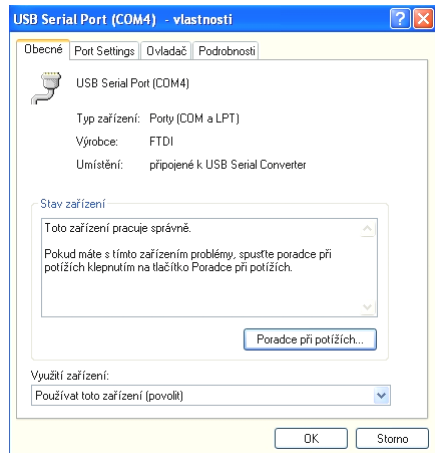 USB Serial Port (COM4) - vlastnosti
Obecné Port Settings Ovladač Podrobnosti
USB Serial Port (COM4)
Typ zařízení: Porty (COM a LPT)
Výrobce: FTDI
Umístění: připojené k USB Serial Converter
Stav zařízení
Toto zařízení pracuje správně.
Pokud máte s tímto zařízením problémy, spusťte poradce při
potížích klepnutím na tlačítko Poradce při potížích.
Poradce při potížích...
Využití zařízení:
Používat toto zařízení (povolit)
OK Storno